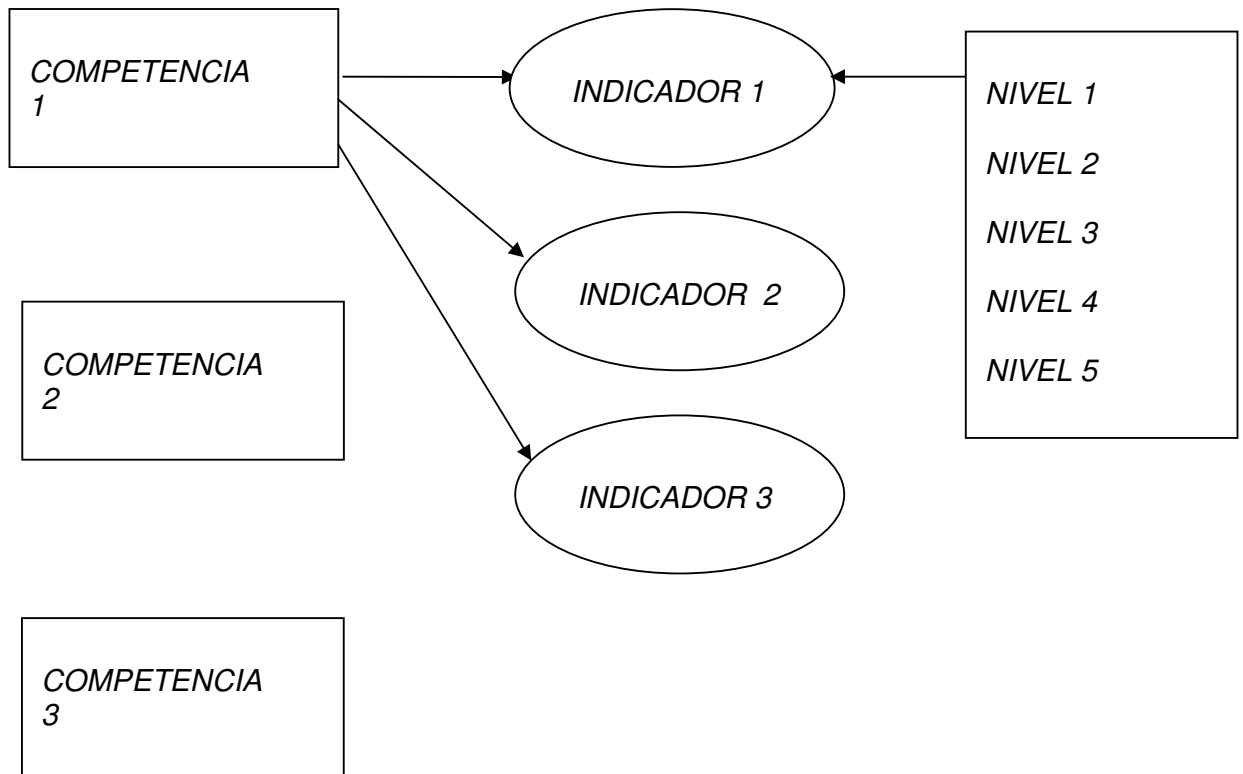 COMPETENCIA
1
INDICADOR 1
NIVEL 1
NIVEL 2
NIVEL 3
NIVEL 4
NIVEL 5
INDICADOR 2
COMPETENCIA
2
INDICADOR 3
COMPETENCIA
3